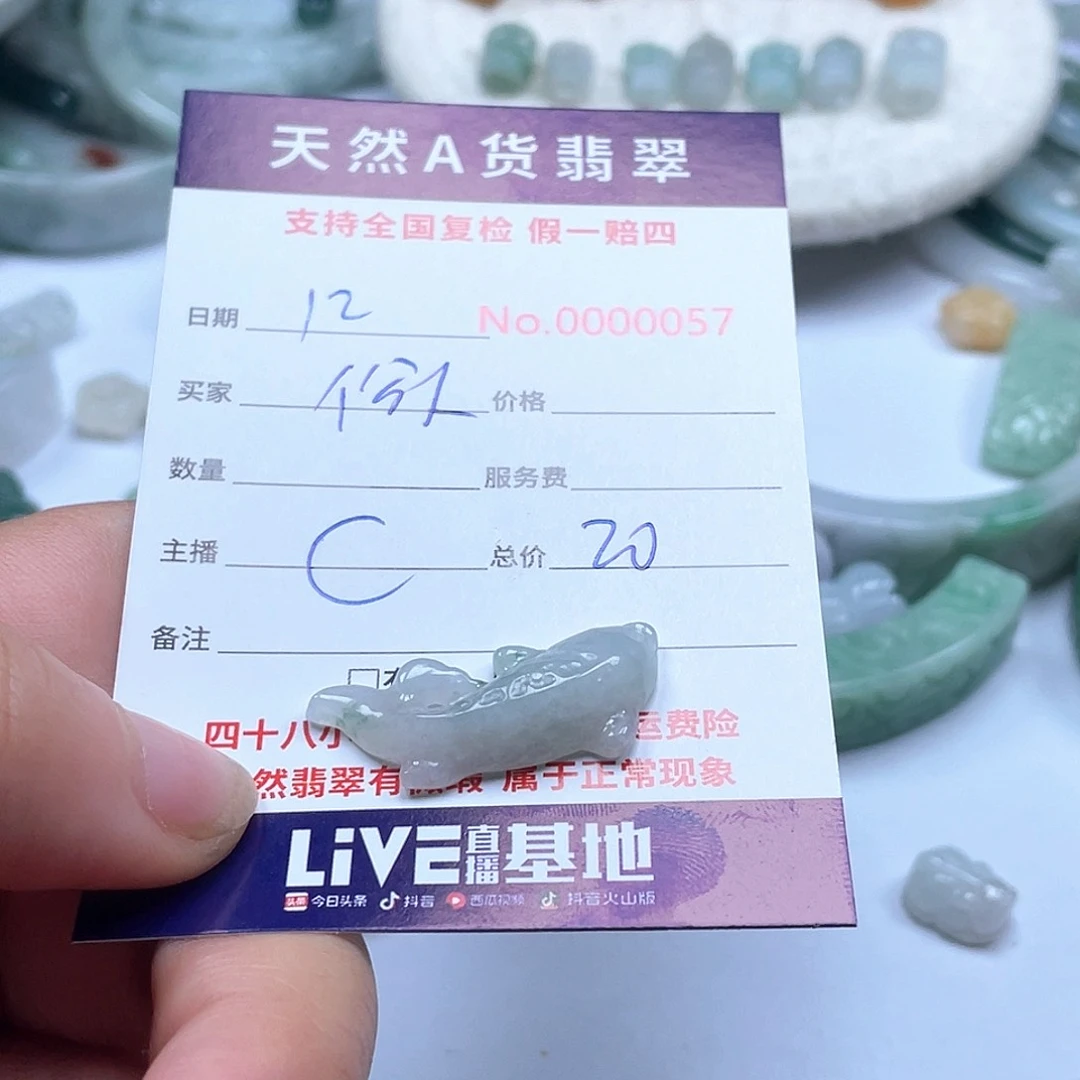 天然A货翡翠
支持全国复检 假一赔四
日期 12 No.0000057
买家 价格
数量 服务费
主播 C 总价 20
备注
四十八小 运费险
然翡翠有 瑕 属于正常现象
LiVE直播基地
头条 今日头条 抖音 西瓜视频 抖音火山版